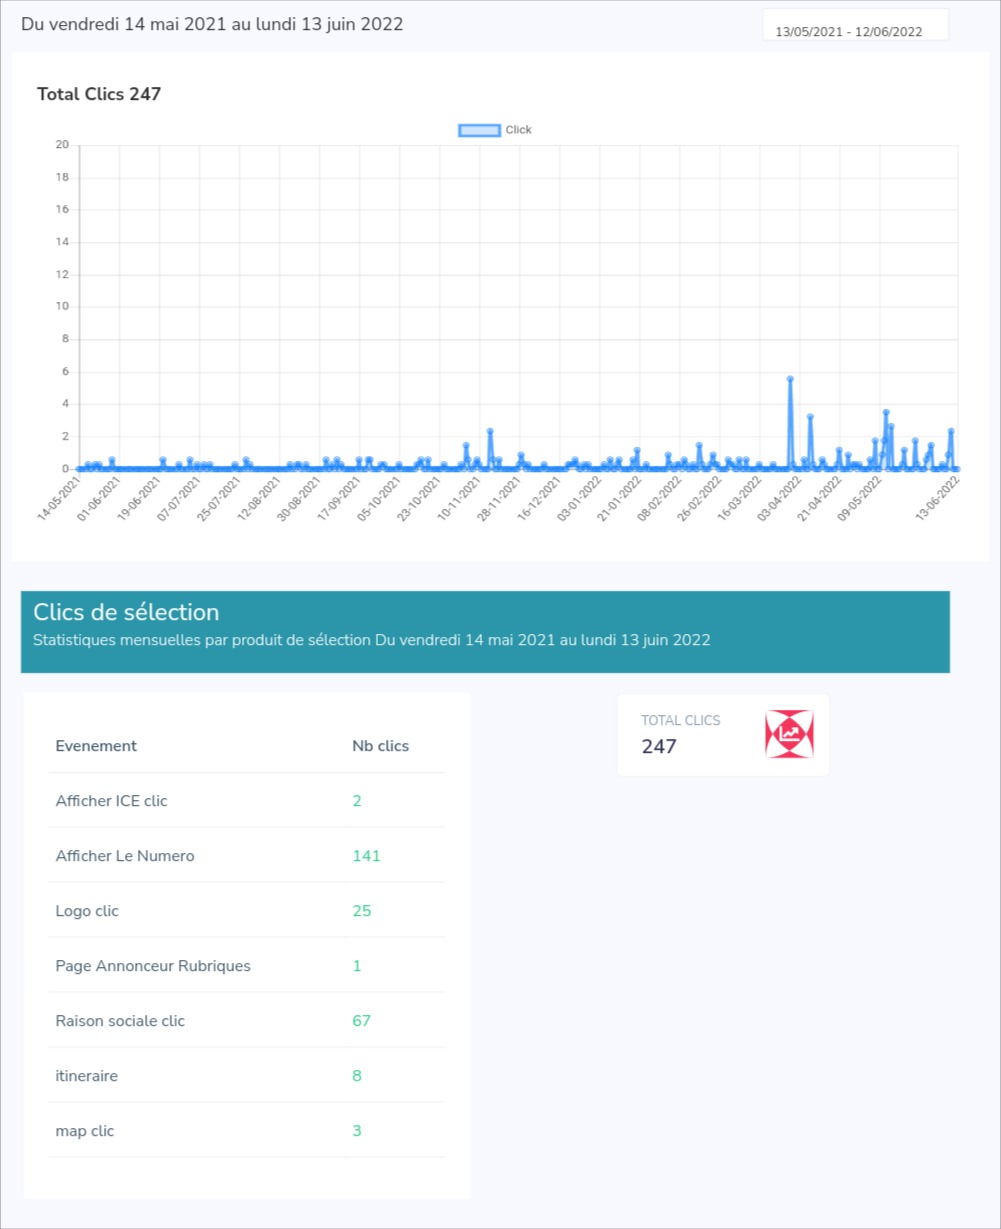 Du vendredi 14 mai 2021 au lundi 13 juin 2022
13/05/2021 - 12/06/2022
Total Clics 247
Click
20
18
16
14
12
10
8
6
4
2
0
14-05-2021
01-06-2021
19-06-2021
07-07-2021
25-07-2021
12-08-2021
30-08-2021
17-09-2021
05-10-2021
23-10-2021
10-11-2021
28-11-2021
16-12-2021
03-01-2022
21-01-2022
08-02-2022
26-02-2022
16-03-2022
03-04-2022
21-04-2022
09-05-2022
13-06-2022
Clics de sélection
Statistiques mensuelles par produit de sélection Du vendredi 14 mai 2021 au lundi 13 juin 2022
Evenement Nb clics
Afficher ICE clic 2
Afficher Le Numero 141
Logo clic 25
Page Annonceur Rubriques 1
Raison sociale clic 67
itineraire 8
map clic 3
TOTAL CLICS
247